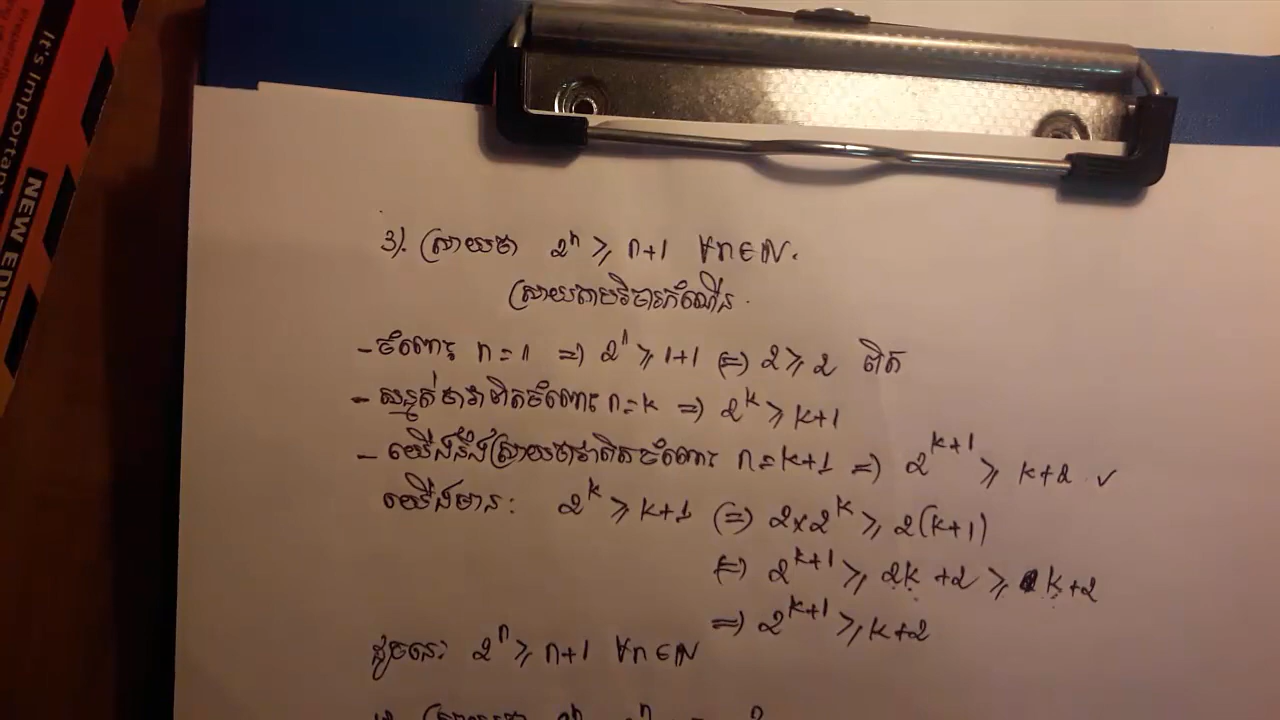 It's Important
NEW EDI
3). ស្រាយថា 2ⁿ ≥ n+1 ∀n∈ℕ.
ស្រាយតាមវិចារកំណើន.
- ចំពោះ n = 1 => 2¹ ≥ 1+1 <=> 2 ≥ 2 ពិត
- សន្មត់ថាវាពិតចំពោះ n = k => 2ᵏ ≥ k+1
- យើងនឹងស្រាយថាវាពិតចំពោះ n = k+1 => 2ᵏ⁺¹ ≥ k+2 ✓
យើងមាន: 2ᵏ ≥ k+1 <=> 2×2ᵏ ≥ 2(k+1)
<=> 2ᵏ⁺¹ ≥ 2k +2 ≥ k+2
=> 2ᵏ⁺¹ ≥ k+2
ដូចនេះ 2ⁿ ≥ n+1 ∀n∈ℕ